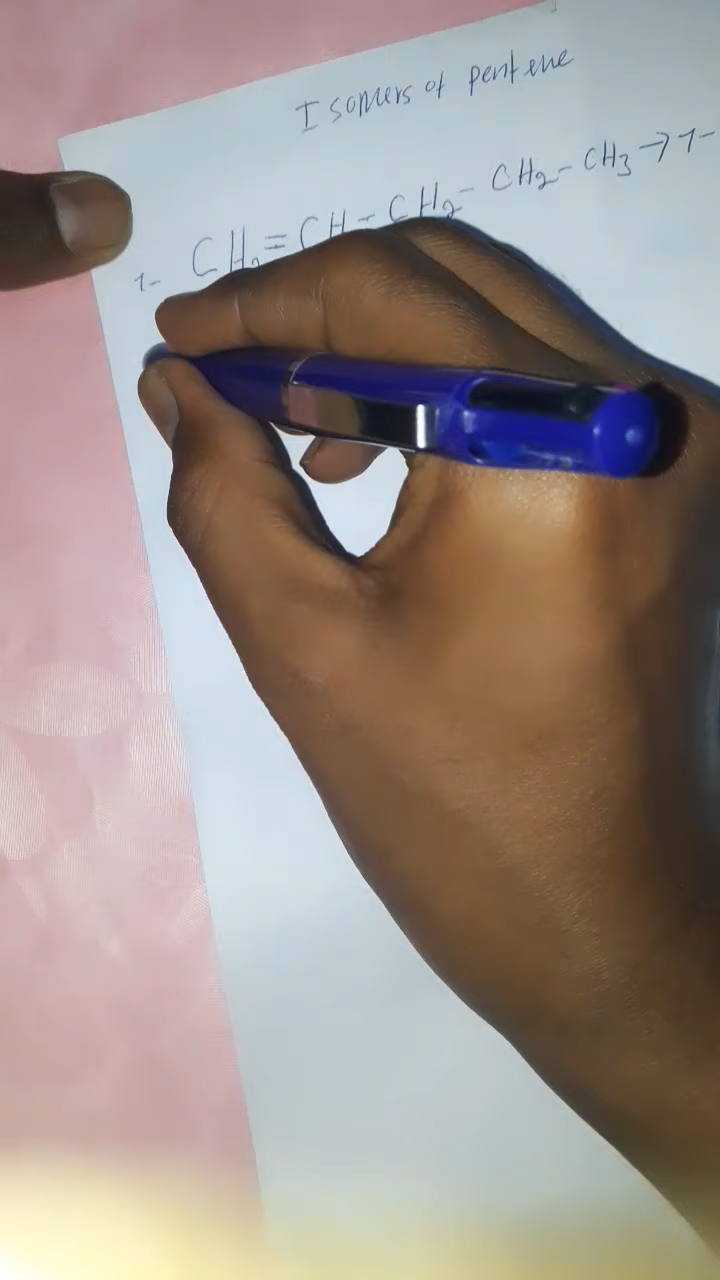 Isomers of pentene
1- CH₂=CH-CH₂-CH₂-CH₃→1-